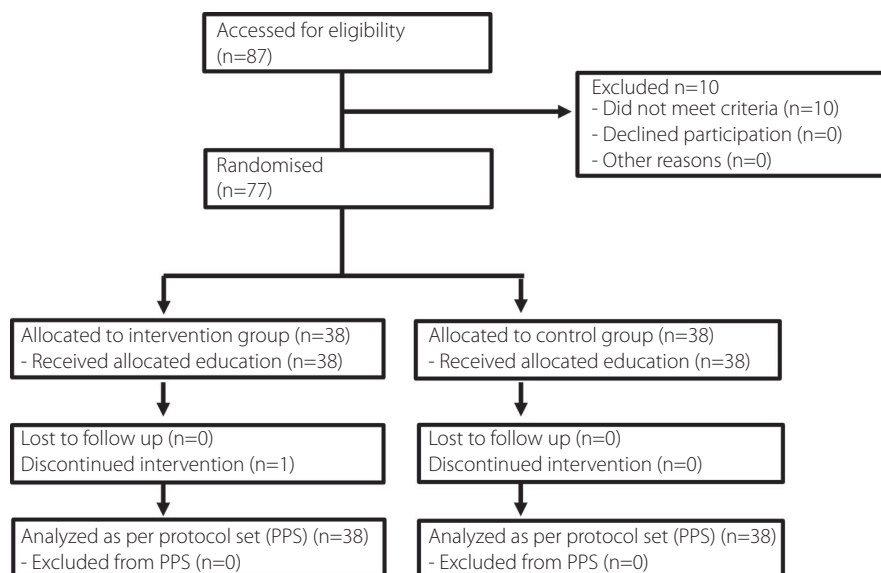 Accessed for eligibility
(n=87)
Excluded n=10
- Did not meet criteria (n=10)
- Declined participation (n=0)
- Other reasons (n=0)
Randomised
(n=77)
Allocated to intervention group (n=38)
- Received allocated education (n=38)
Allocated to control group (n=38)
- Received allocated education (n=38)
Lost to follow up (n=0)
Discontinued intervention (n=1)
Lost to follow up (n=0)
Discontinued intervention (n=0)
Analyzed as per protocol set (PPS) (n=38)
- Excluded from PPS (n=0)
Analyzed as per protocol set (PPS) (n=38)
- Excluded from PPS (n=0)